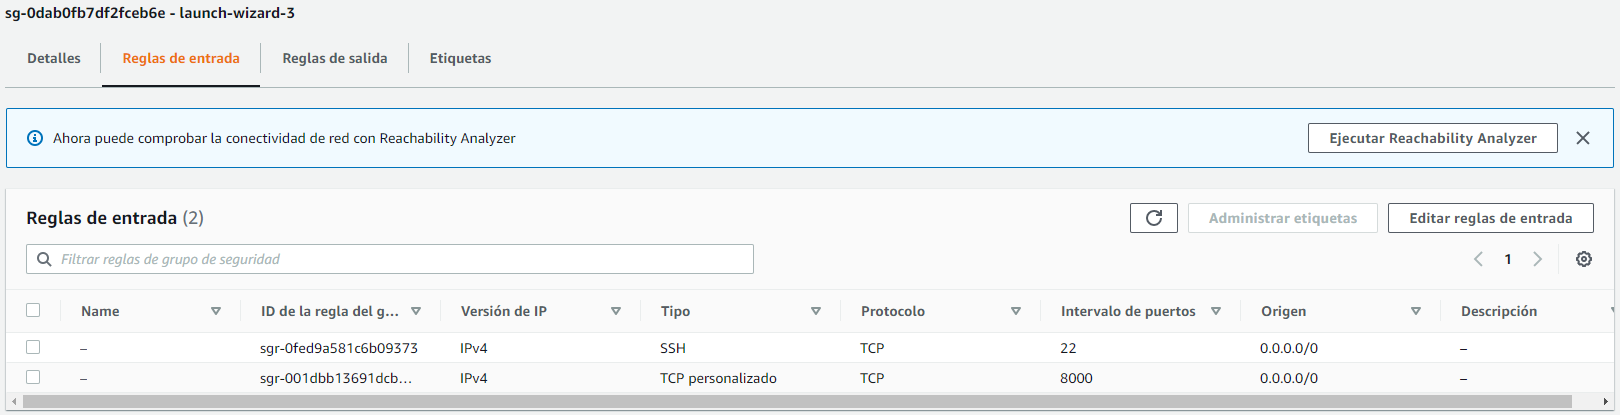 sg-0dab0fb7df2fceb6e - launch-wizard-3
Detalles Reglas de entrada Reglas de salida Etiquetas
Ahora puede comprobar la conectividad de red con Reachability Analyzer Ejecutar Reachability Analyzer
Reglas de entrada (2) Administrar etiquetas Editar reglas de entrada
Filtrar reglas de grupo de seguridad 1
Name ID de la regla del g... Versión de IP Tipo Protocolo Intervalo de puertos Origen Descripción
– sgr-0fed9a581c6b09373 IPv4 SSH TCP 22 0.0.0.0/0 –
– sgr-001dbb13691dcb... IPv4 TCP personalizado TCP 8000 0.0.0.0/0 –